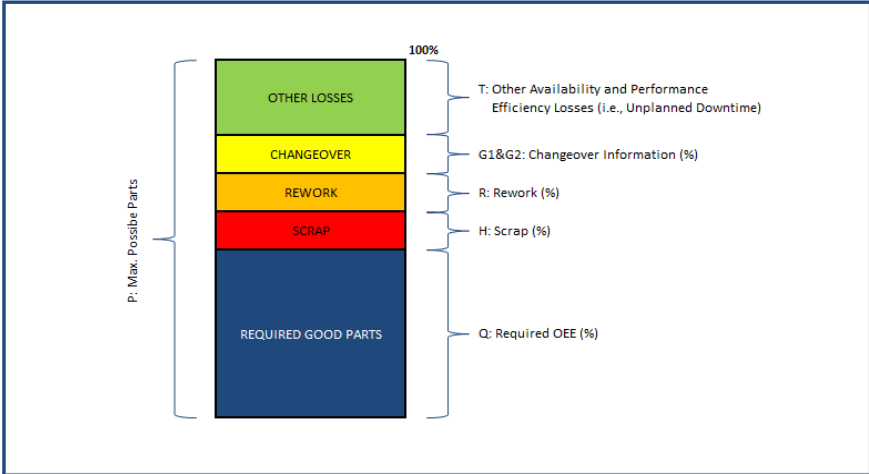 100%
OTHER LOSSES
T: Other Availability and Performance
Efficiency Losses (i.e., Unplanned Downtime)
CHANGEOVER
G1&G2: Changeover Information (%)
REWORK
R: Rework (%)
SCRAP
H: Scrap (%)
P: Max. Possibe Parts
REQUIRED GOOD PARTS
Q: Required OEE (%)